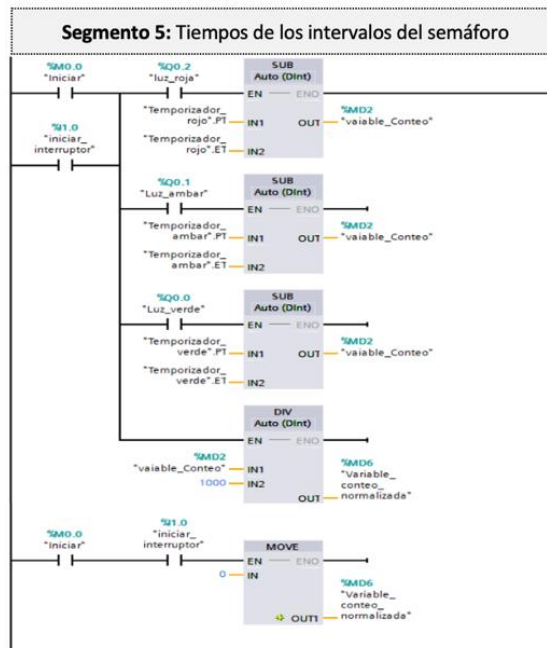 Segmento 5: Tiempos de los intervalos del semáforo
%M0.0
"Iniciar"
%Q0.2
"luz_roja"
SUB
Auto (DInt)
EN
ENO
"Temporizador_
rojo".PT
IN1
OUT
%MD2
"vaiable_Conteo"
"Temporizador_
rojo".ET
IN2
%I1.0
"iniciar_
interruptor"
%Q0.1
"Luz_ambar"
SUB
Auto (DInt)
EN
ENO
"Temporizador_
ambar".PT
IN1
OUT
%MD2
"vaiable_Conteo"
"Temporizador_
ambar".ET
IN2
%Q0.0
"Luz_verde"
SUB
Auto (DInt)
EN
ENO
"Temporizador_
verde".PT
IN1
OUT
%MD2
"vaiable_Conteo"
"Temporizador_
verde".ET
IN2
DIV
Auto (DInt)
EN
ENO
%MD2
"vaiable_Conteo"
IN1
1000
IN2
OUT
%MD6
"Variable_
conteo_
normalizada"
%M0.0
"Iniciar"
%I1.0
"iniciar_
interruptor"
MOVE
EN
ENO
0
IN
OUT1
%MD6
"Variable_
conteo_
normalizada"